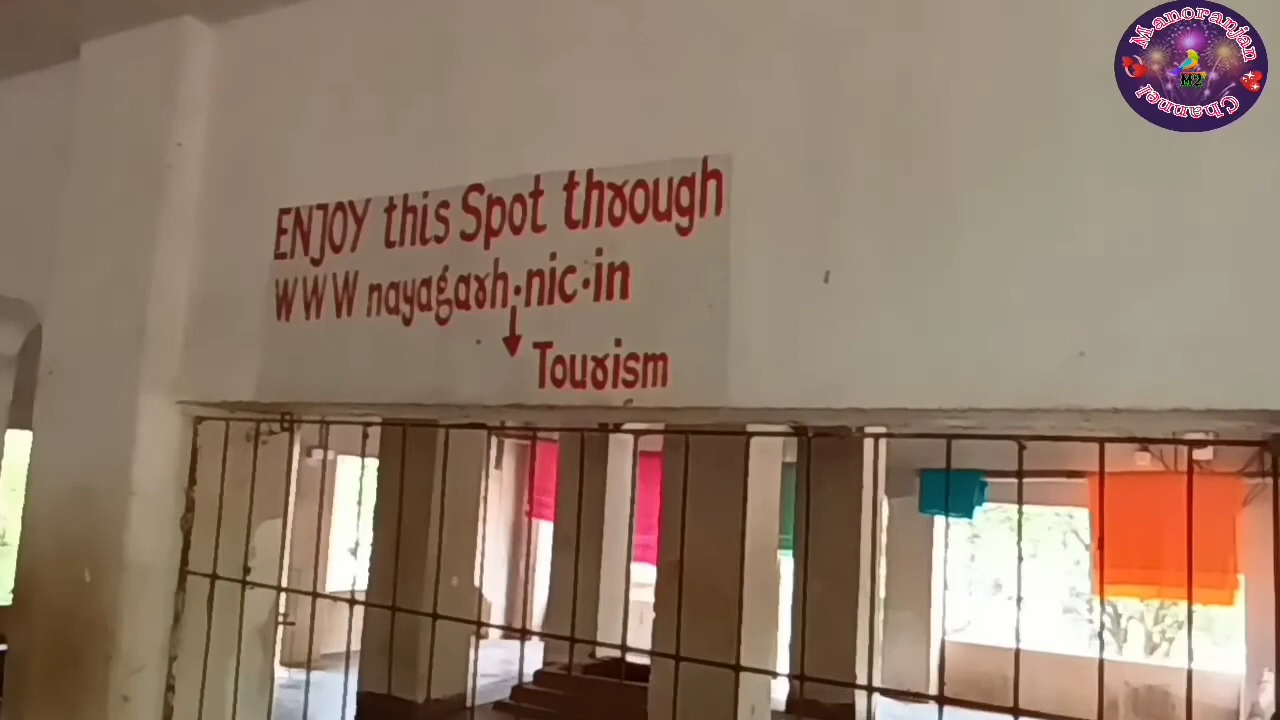 ENJOY this Spot through
WWW nayagarh.nic.in
Tourism
Manoranjan
M2
Channel